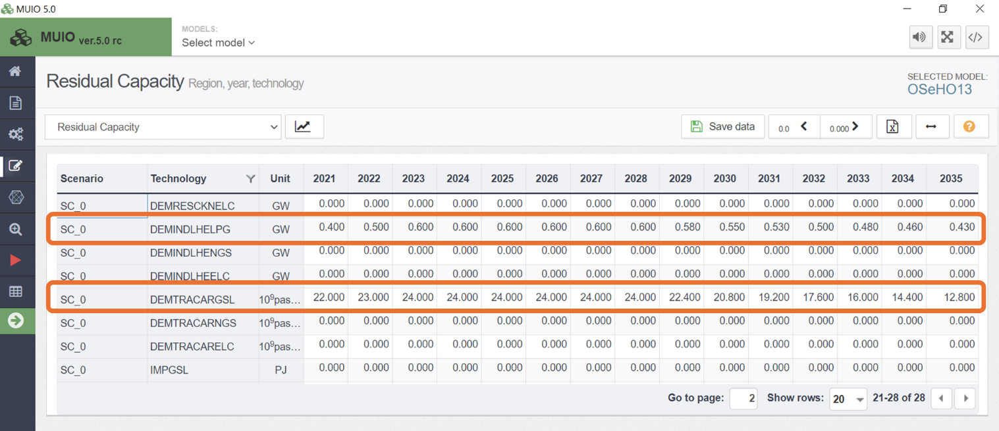 MUIO 5.0
MUIO ver.5.0 rc
MODELS:
Select model
Residual Capacity Region, year, technology
SELECTED MODEL:
OSeHO13
Residual Capacity
Save data
0.0
0.000
Scenario Technology Unit 2021 2022 2023 2024 2025 2026 2027 2028 2029 2030 2031 2032 2033 2034 2035
SC_0 DEMRESCKNELC GW 0.000 0.000 0.000 0.000 0.000 0.000 0.000 0.000 0.000 0.000 0.000 0.000 0.000 0.000 0.000
SC_0 DEMINDLHELPG GW 0.400 0.500 0.600 0.600 0.600 0.600 0.600 0.600 0.580 0.550 0.530 0.500 0.480 0.460 0.430
SC_0 DEMINDLHENGS GW 0.000 0.000 0.000 0.000 0.000 0.000 0.000 0.000 0.000 0.000 0.000 0.000 0.000 0.000 0.000
SC_0 DEMINDLHEELC GW 0.000 0.000 0.000 0.000 0.000 0.000 0.000 0.000 0.000 0.000 0.000 0.000 0.000 0.000 0.000
SC_0 DEMTRACARGSL 10⁹pas... 22.000 23.000 24.000 24.000 24.000 24.000 24.000 24.000 22.400 20.800 19.200 17.600 16.000 14.400 12.800
SC_0 DEMTRACARNGS 10⁹pas... 0.000 0.000 0.000 0.000 0.000 0.000 0.000 0.000 0.000 0.000 0.000 0.000 0.000 0.000 0.000
SC_0 DEMTRACARELC 10⁹pas... 0.000 0.000 0.000 0.000 0.000 0.000 0.000 0.000 0.000 0.000 0.000 0.000 0.000 0.000 0.000
SC_0 IMPGSL PJ 0.000 0.000 0.000 0.000 0.000 0.000 0.000 0.000 0.000 0.000 0.000 0.000 0.000 0.000 0.000
Go to page: 2 Show rows: 20 21-28 of 28